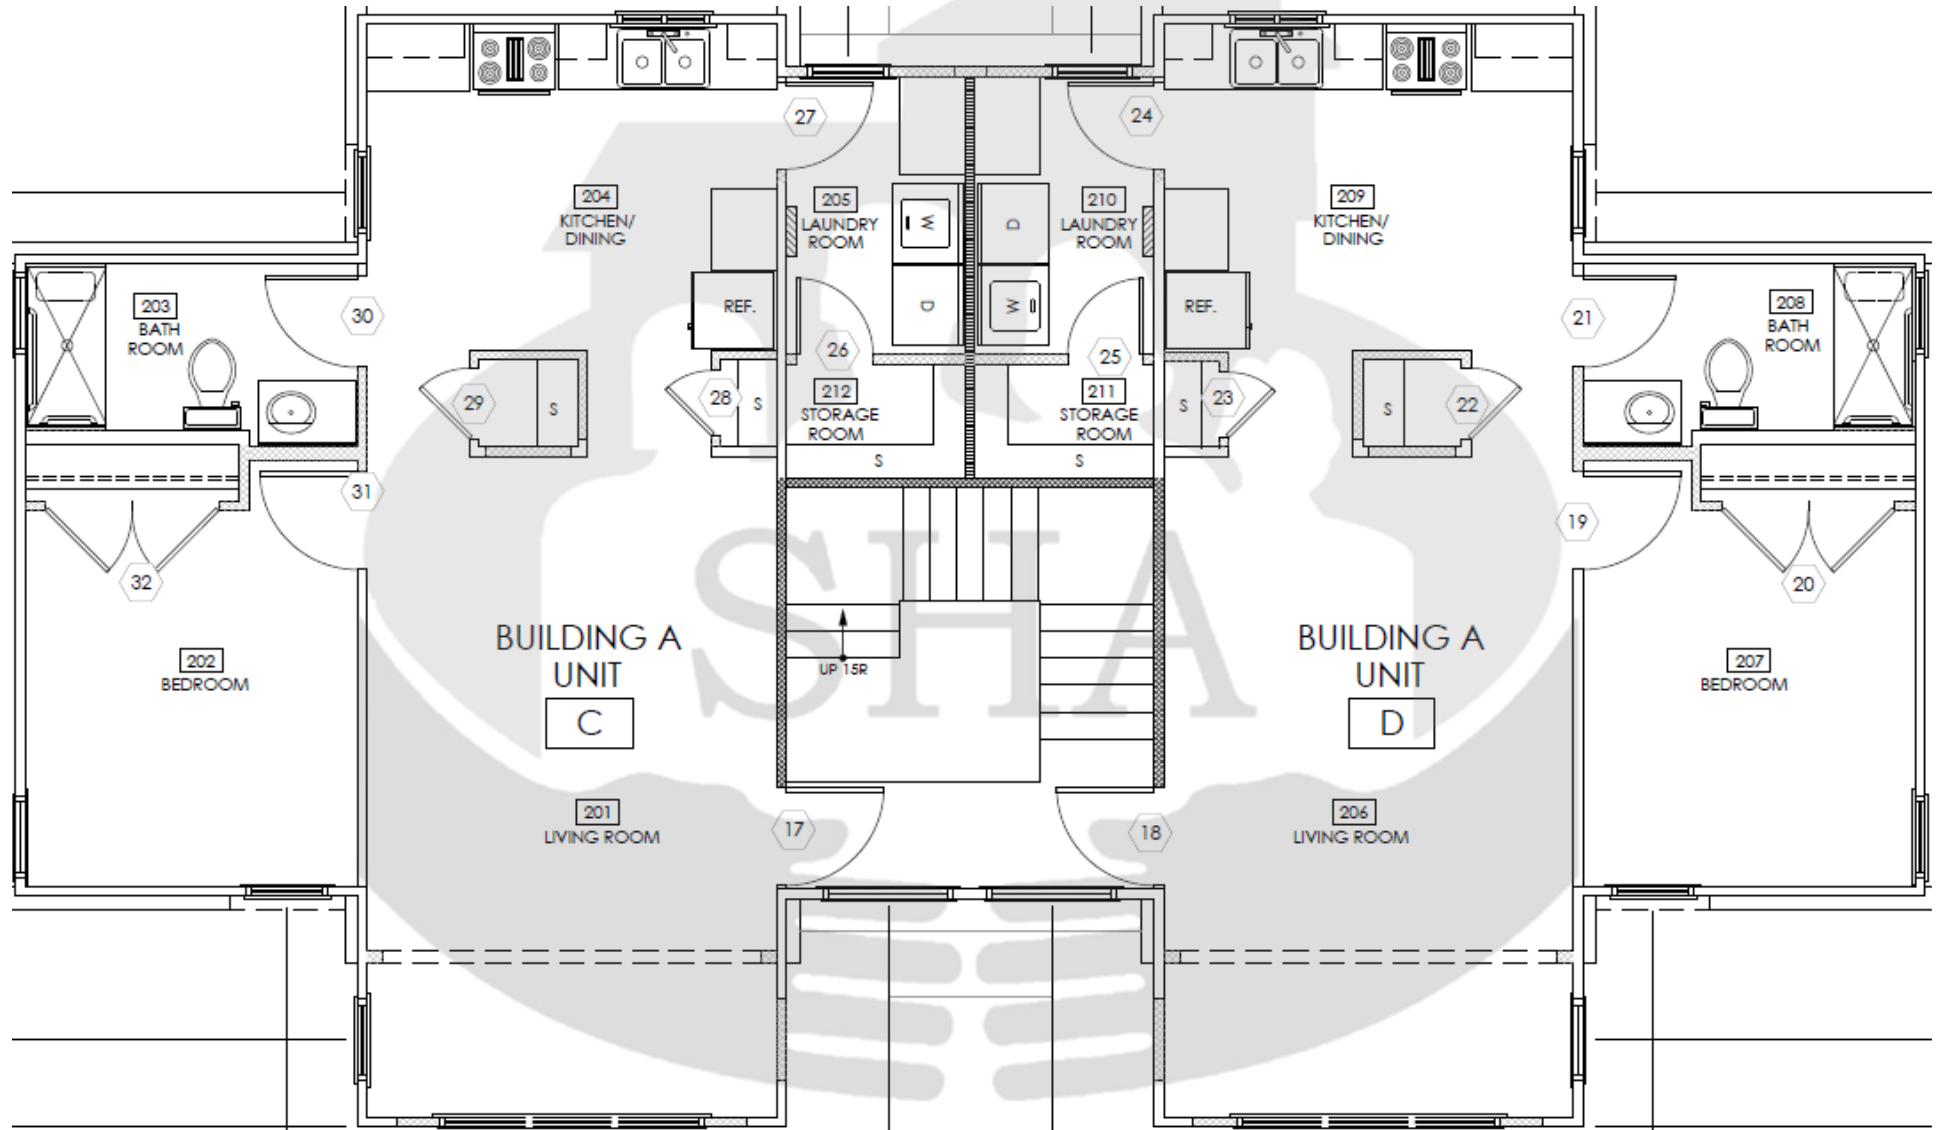 27
24
204
KITCHEN/
DINING
205
LAUNDRY
ROOM
W
D
210
LAUNDRY
ROOM
D
W
209
KITCHEN/
DINING
203
BATH
ROOM
30
REF.
26
25
REF.
21
208
BATH
ROOM
29
S
28
S
212
STORAGE
ROOM
S
211
STORAGE
ROOM
S
S
23
S
22
31
19
32
20
SHA
BUILDING A
UNIT
C
UP 15R
BUILDING A
UNIT
D
202
BEDROOM
207
BEDROOM
201
LIVING ROOM
17
18
206
LIVING ROOM